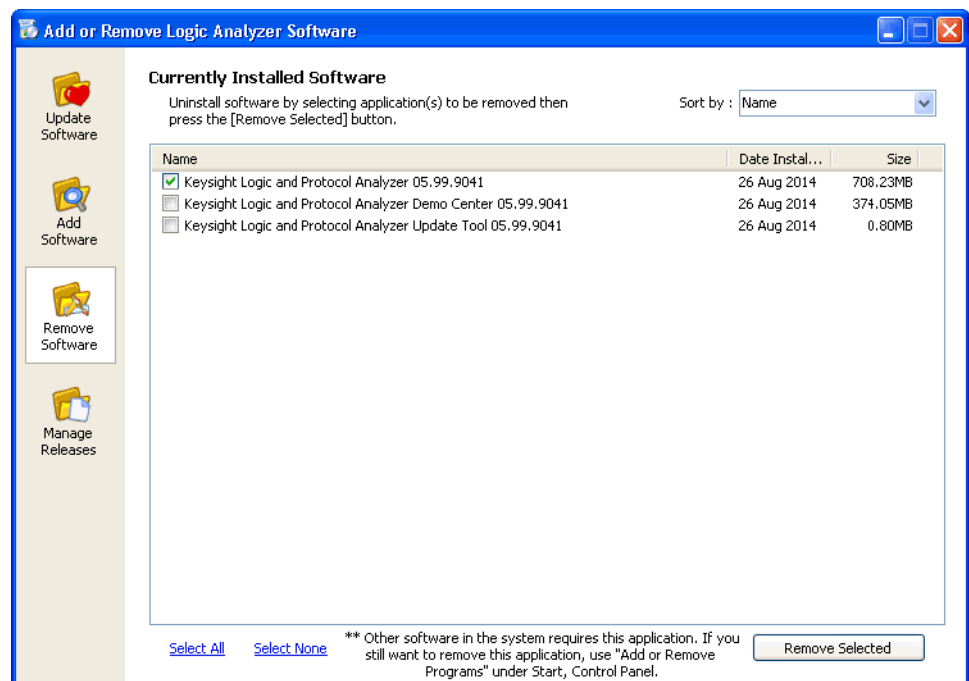 Add or Remove Logic Analyzer Software
Update
Software
Add
Software
Remove
Software
Manage
Releases
Currently Installed Software
Uninstall software by selecting application(s) to be removed then
press the [Remove Selected] button.
Sort by : Name
Name Date Instal... Size
Keysight Logic and Protocol Analyzer 05.99.9041 26 Aug 2014 708.23MB
Keysight Logic and Protocol Analyzer Demo Center 05.99.9041 26 Aug 2014 374.05MB
Keysight Logic and Protocol Analyzer Update Tool 05.99.9041 26 Aug 2014 0.80MB
Select All Select None
** Other software in the system requires this application. If you
still want to remove this application, use "Add or Remove
Programs" under Start, Control Panel.
Remove Selected